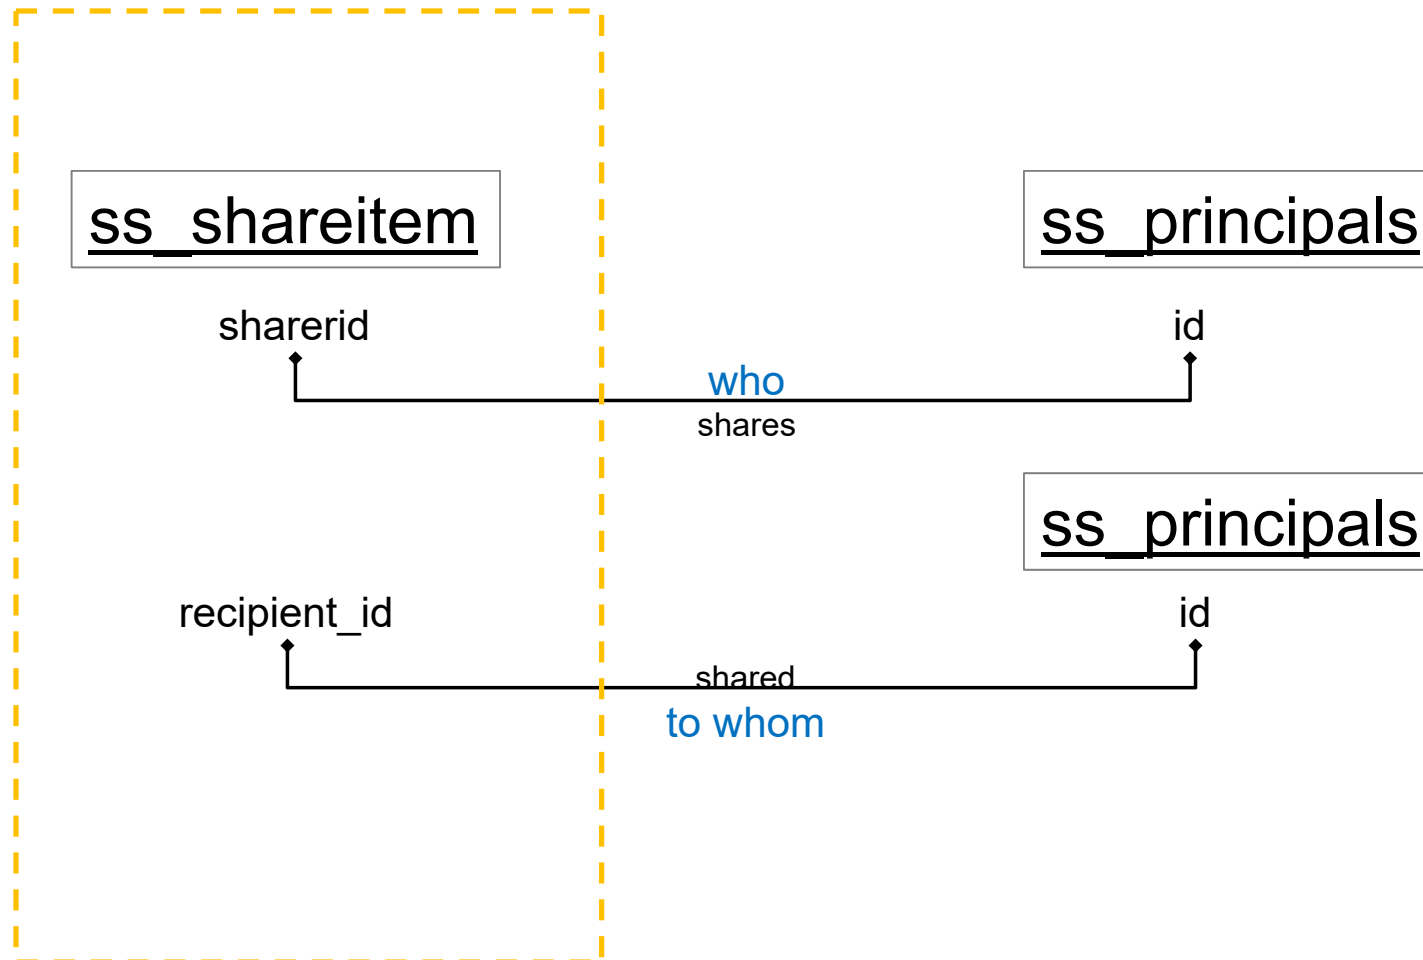 ss_shareitem
ss_principals
sharerid
id
who
shares
ss_principals
recipient_id
id
shared
to whom